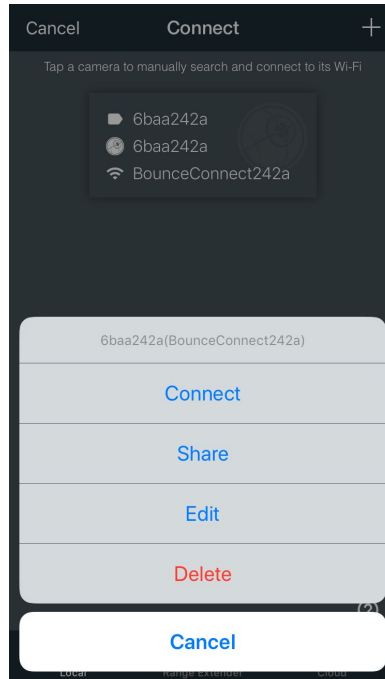 Cancel Connect +
Tap a camera to manually search and connect to its Wi-Fi
6baa242a
6baa242a
BounceConnect242a
6baa242a(BounceConnect242a)
Connect
Share
Edit
Delete
Cancel
Local Range Extender Cloud